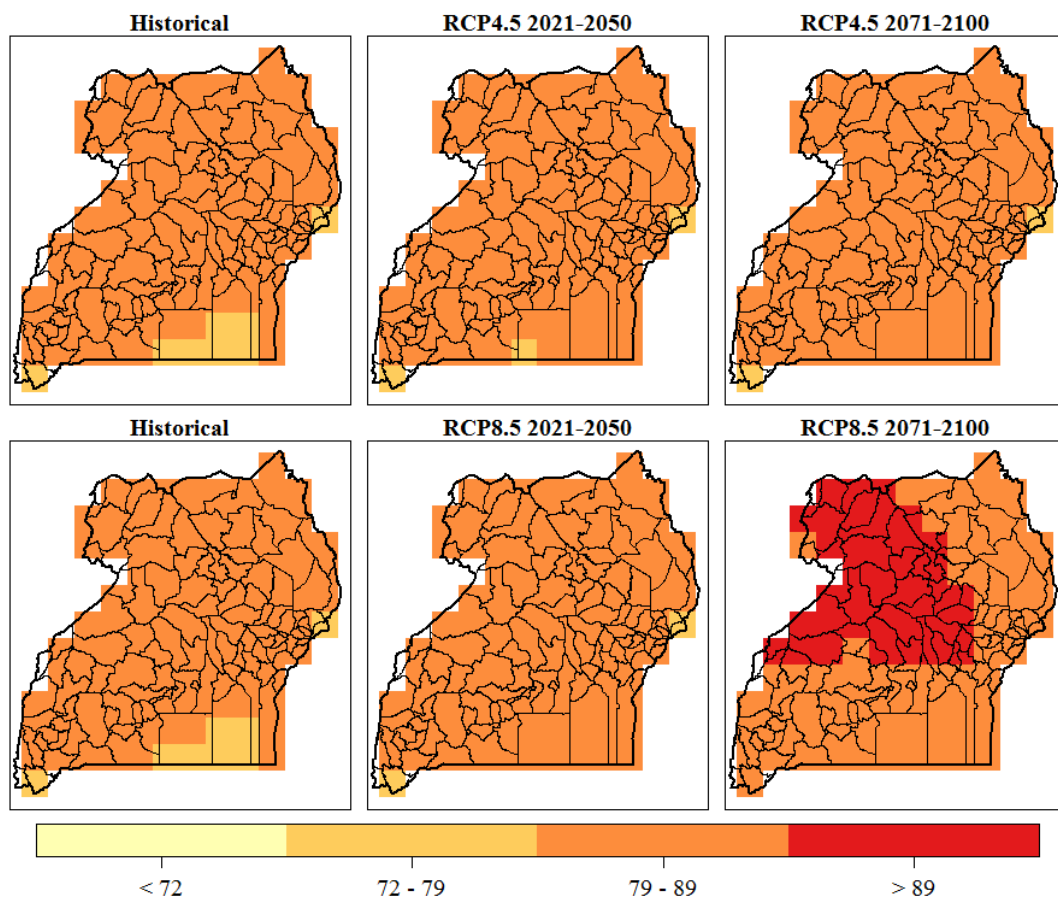 Historical
RCP4.5 2021-2050
RCP4.5 2071-2100
Historical
RCP8.5 2021-2050
RCP8.5 2071-2100
< 72
72 - 79
79 - 89
> 89